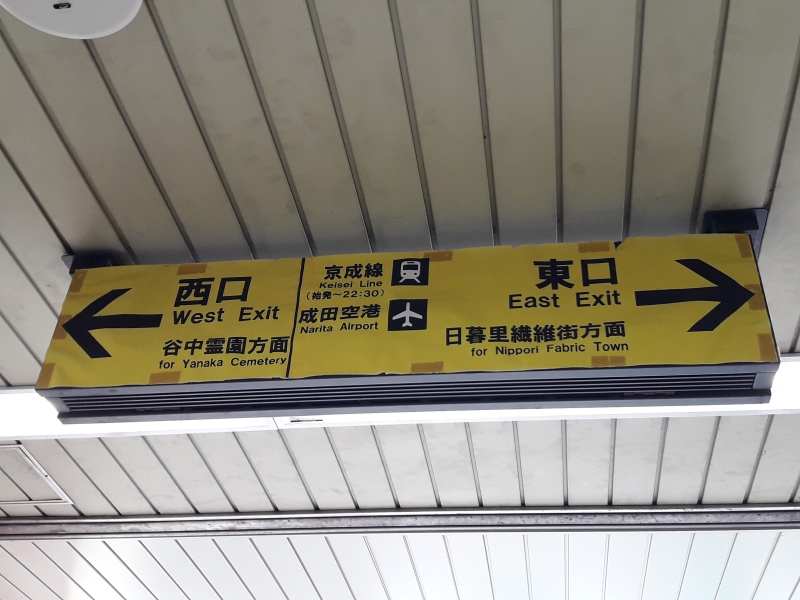 西口
West Exit
谷中霊園方面
for Yanaka Cemetery
京成線
Keisei Line
(始発～22:30)
成田空港
Narita Airport
東口
East Exit
日暮里繊維街方面
for Nippori Fabric Town